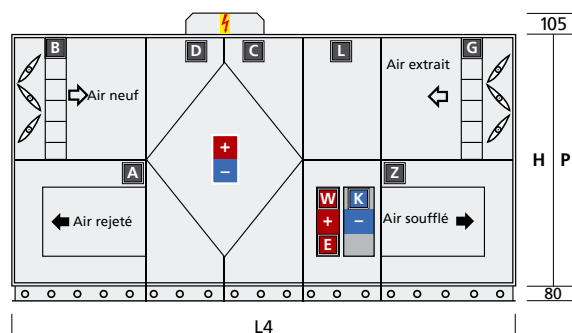 105
B
D
C
L
G
Air neuf
Air extrait
+
−
H
P
A
Z
W
K
+
−
E
Air rejeté
Air soufflé
80
L4